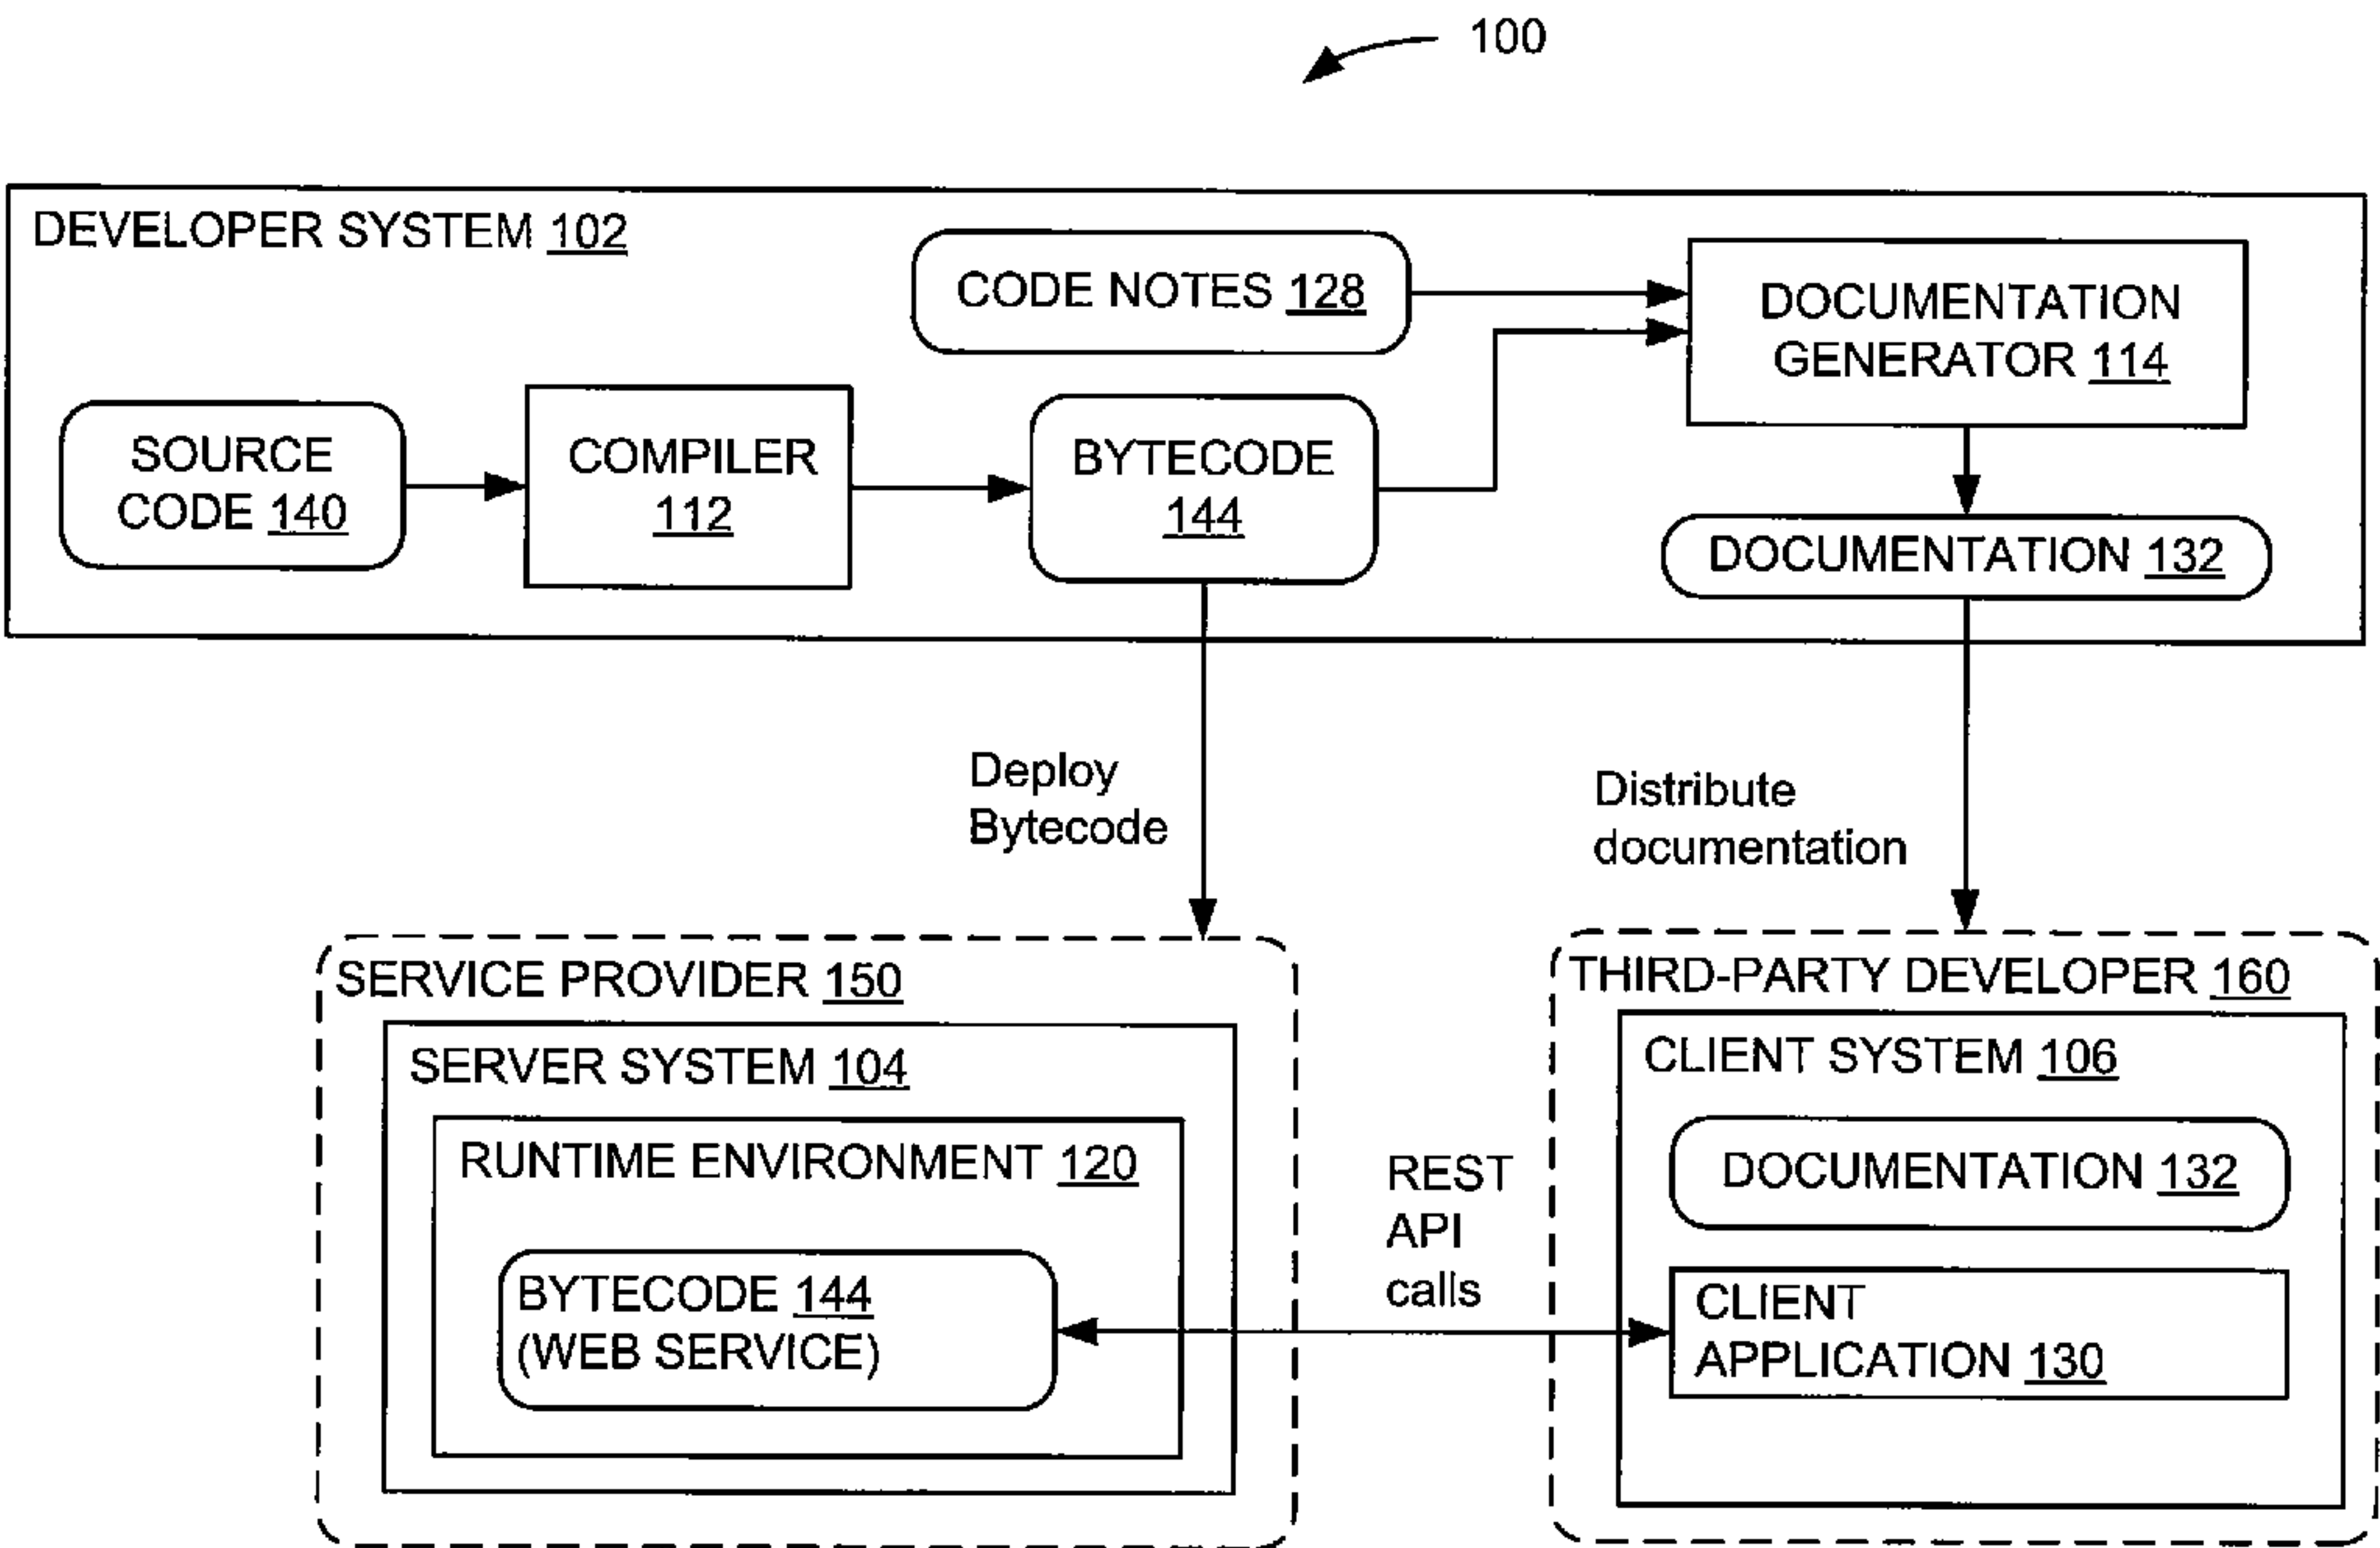 100
DEVELOPER SYSTEM 102
CODE NOTES 128
DOCUMENTATION
GENERATOR 114
SOURCE
CODE 140
COMPILER
112
BYTECODE
144
DOCUMENTATION 132
Deploy
Bytecode
Distribute
documentation
SERVICE PROVIDER 150
SERVER SYSTEM 104
RUNTIME ENVIRONMENT 120
BYTECODE 144
(WEB SERVICE)
REST
API
calls
THIRD-PARTY DEVELOPER 160
CLIENT SYSTEM 106
DOCUMENTATION 132
CLIENT
APPLICATION 130